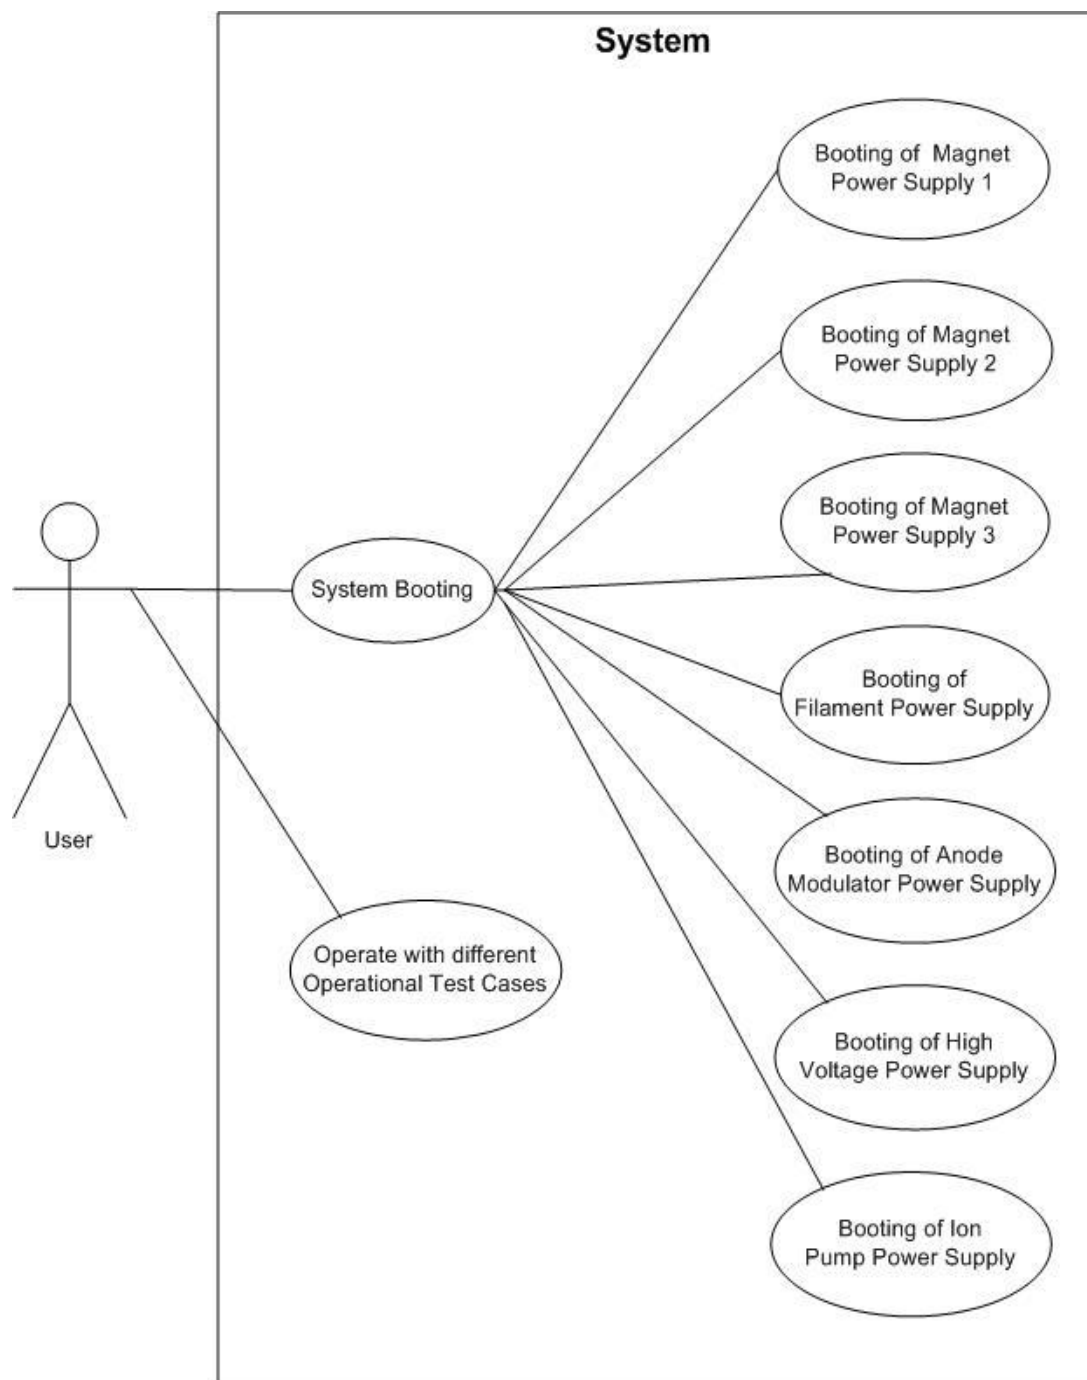 System
Booting of Magnet
Power Supply 1
Booting of Magnet
Power Supply 2
Booting of Magnet
Power Supply 3
System Booting
Booting of
Filament Power Supply
User
Booting of Anode
Modulator Power Supply
Operate with different
Operational Test Cases
Booting of High
Voltage Power Supply
Booting of Ion
Pump Power Supply